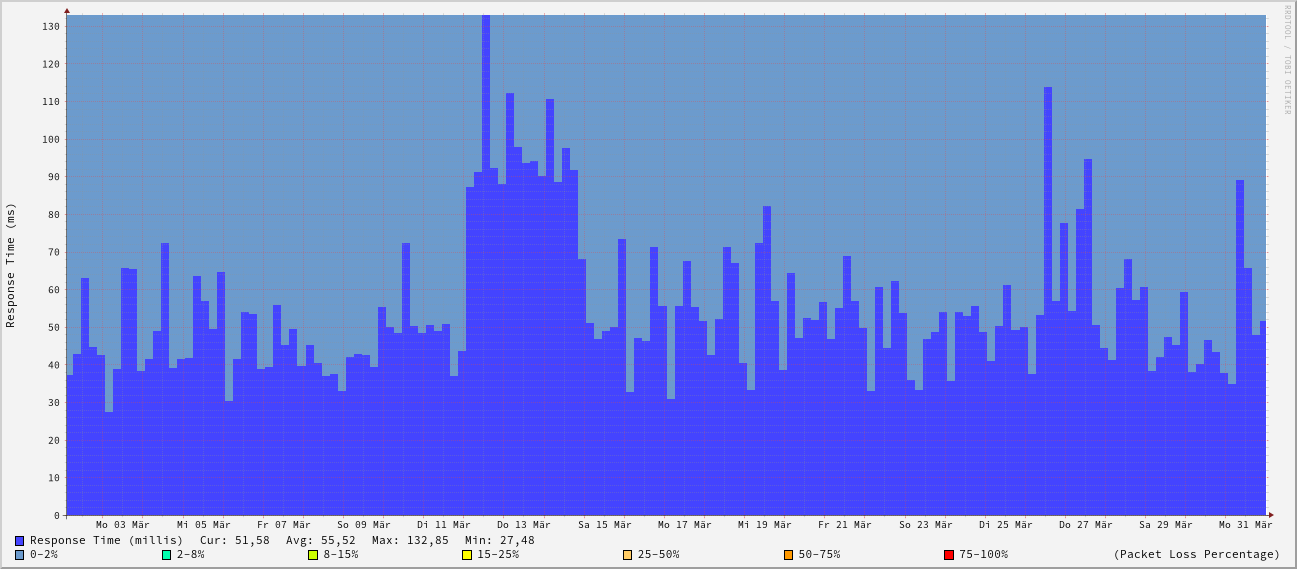 RRDTOOL / TOBI OETIKER
Response Time (ms)
130
120
110
100
90
80
70
60
50
40
30
20
10
0
Mo 03 Mär Mi 05 Mär Fr 07 Mär So 09 Mär Di 11 Mär Do 13 Mär Sa 15 Mär Mo 17 Mär Mi 19 Mär Fr 21 Mär So 23 Mär Di 25 Mär Do 27 Mär Sa 29 Mär Mo 31 Mär
Response Time (millis) Cur: 51,58 Avg: 55,52 Max: 132,85 Min: 27,48
0-2% 2-8% 8-15% 15-25% 25-50% 50-75% 75-100% (Packet Loss Percentage)